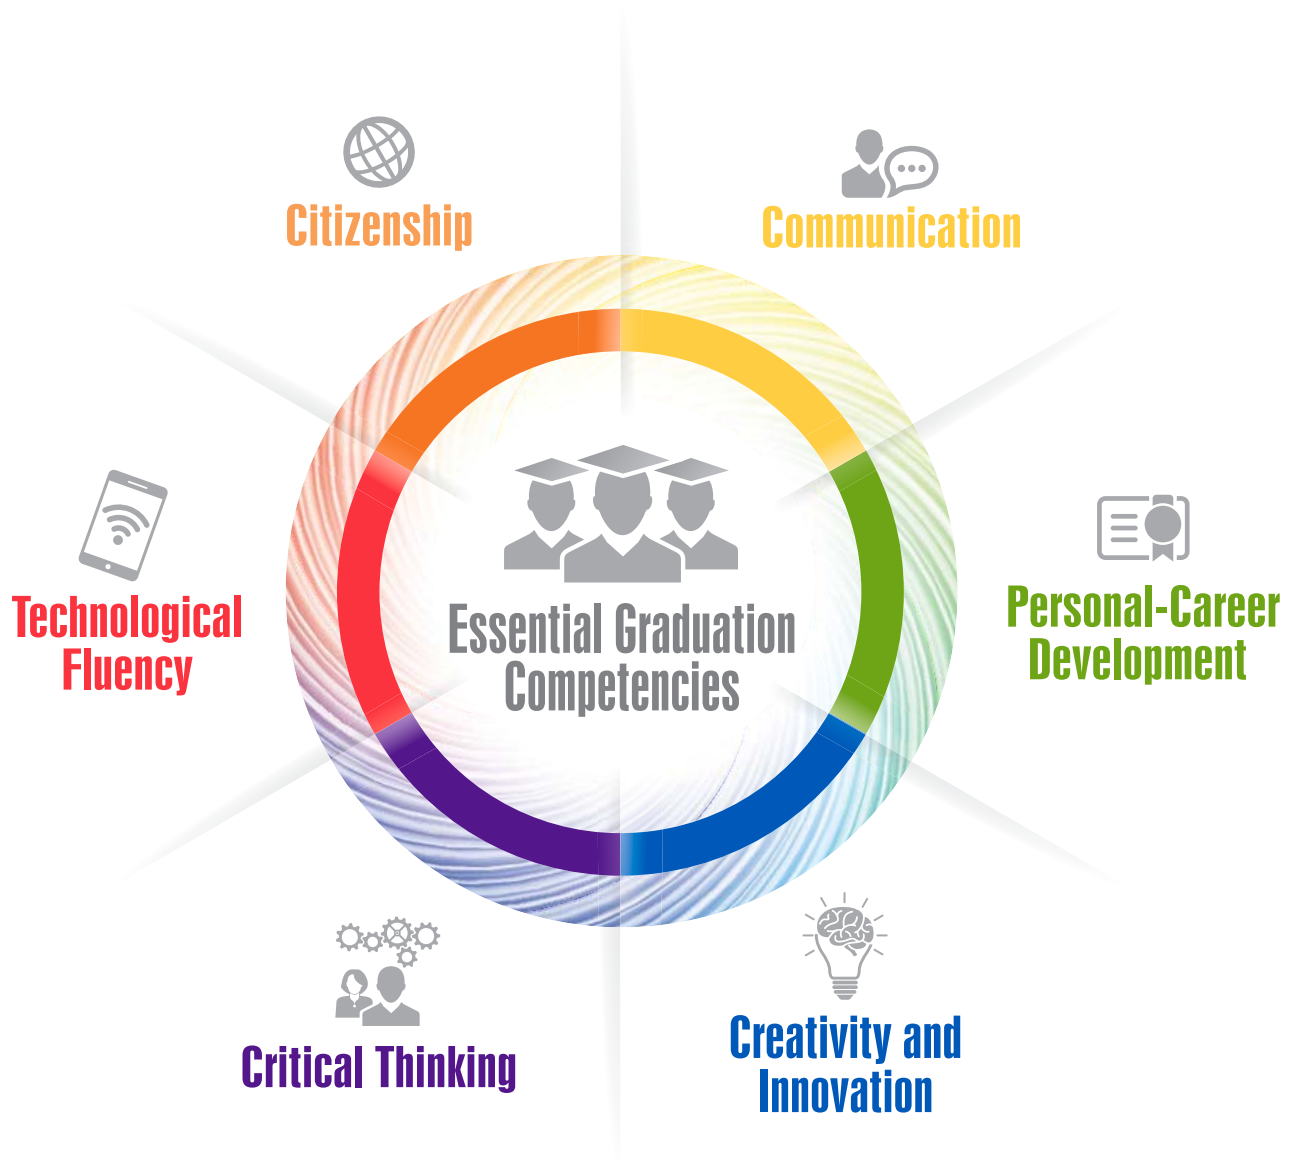 Citizenship
Communication
Technological
Fluency
Essential Graduation
Competencies
Personal-Career
Development
Critical Thinking
Creativity and
Innovation